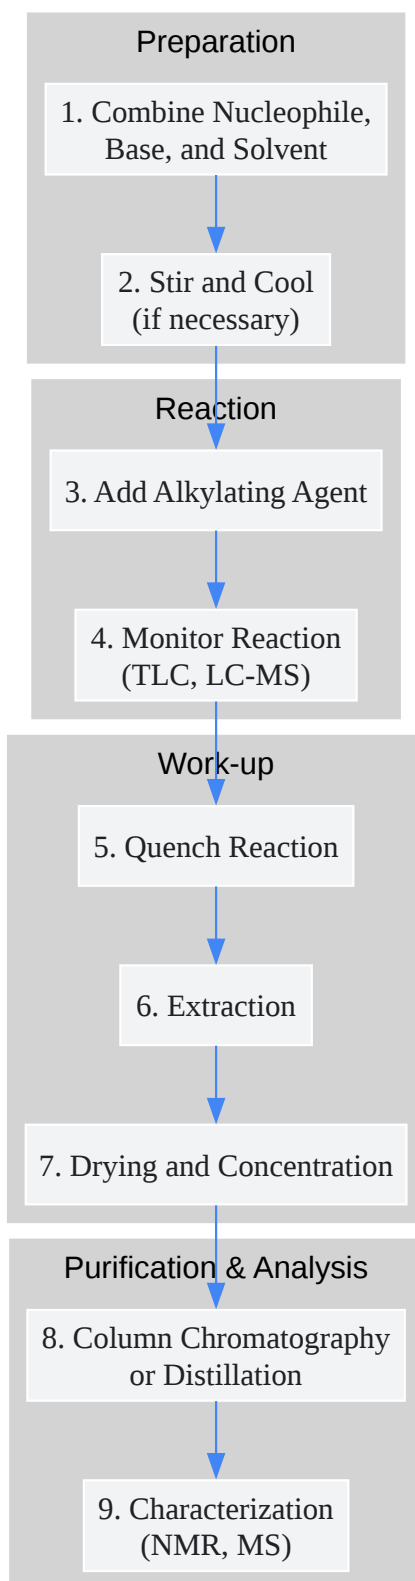 Preparation
1. Combine Nucleophile,
Base, and Solvent
2. Stir and Cool
(if necessary)
Reaction
3. Add Alkylating Agent
4. Monitor Reaction
(TLC, LC-MS)
Work-up
5. Quench Reaction
6. Extraction
7. Drying and Concentration
Purification & Analysis
8. Column Chromatography
or Distillation
9. Characterization
(NMR, MS)